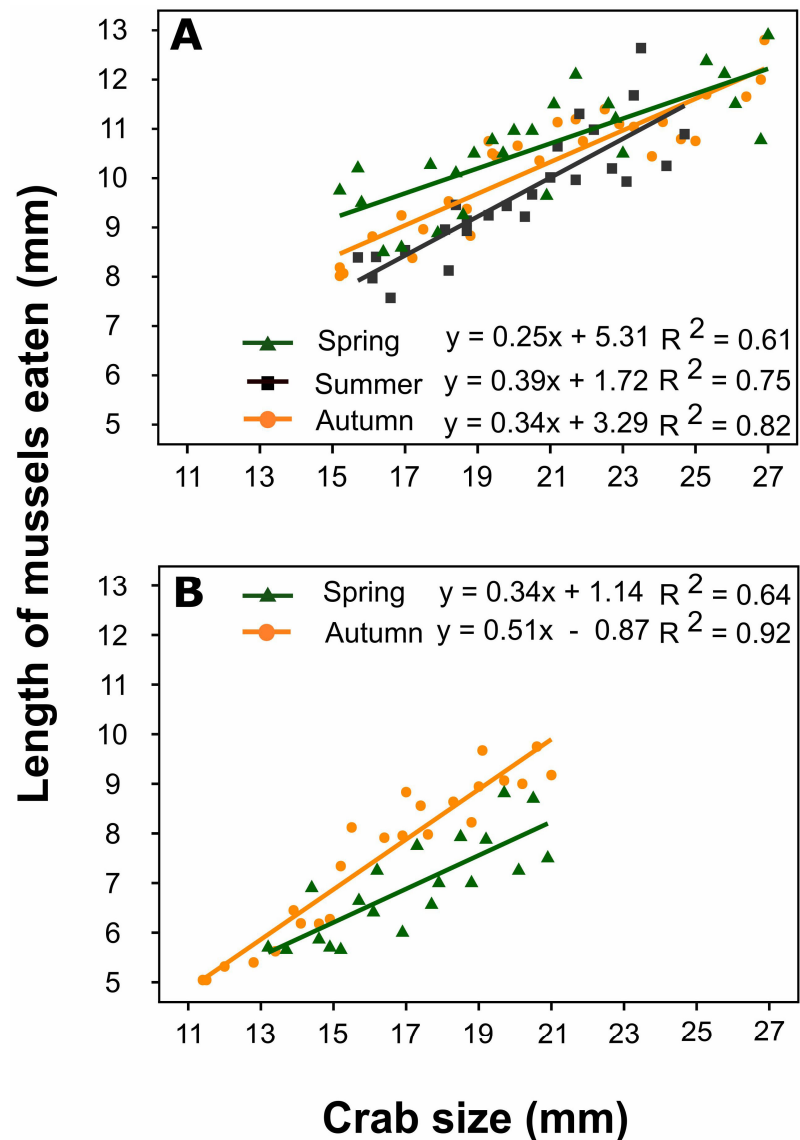 A
13
12
11
10
9
8
7
6
5
Spring y = 0.25x + 5.31 R 2 = 0.61
Summer y = 0.39x + 1.72 R 2 = 0.75
Autumn y = 0.34x + 3.29 R 2 = 0.82
11 13 15 17 19 21 23 25 27
Length of mussels eaten (mm)
B
13
12
11
10
9
8
7
6
5
Spring y = 0.34x + 1.14 R 2 = 0.64
Autumn y = 0.51x - 0.87 R 2 = 0.92
11 13 15 17 19 21 23 25 27
Crab size (mm)